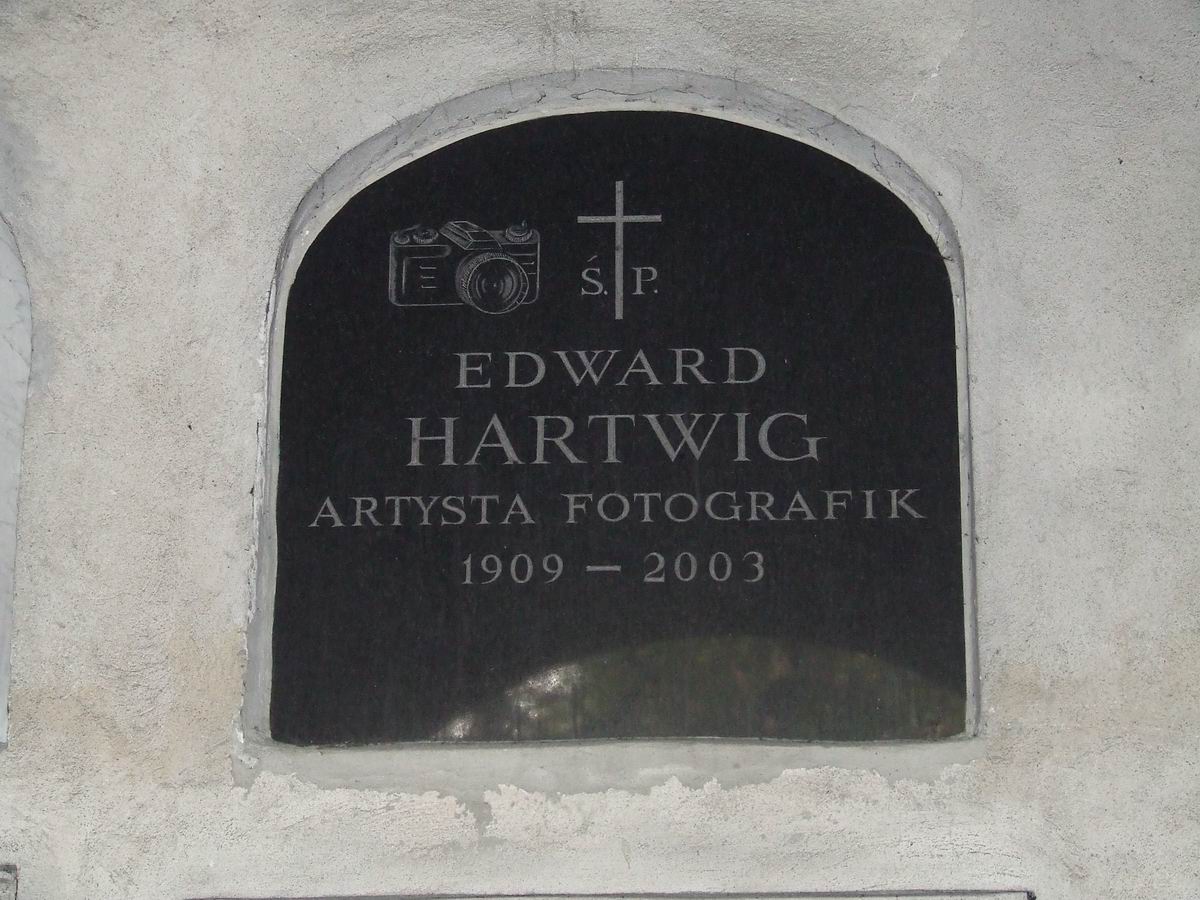 Ś. P.
EDWARD
HARTWIG
ARTYSTA FOTOGRAFIK
1909 – 2003